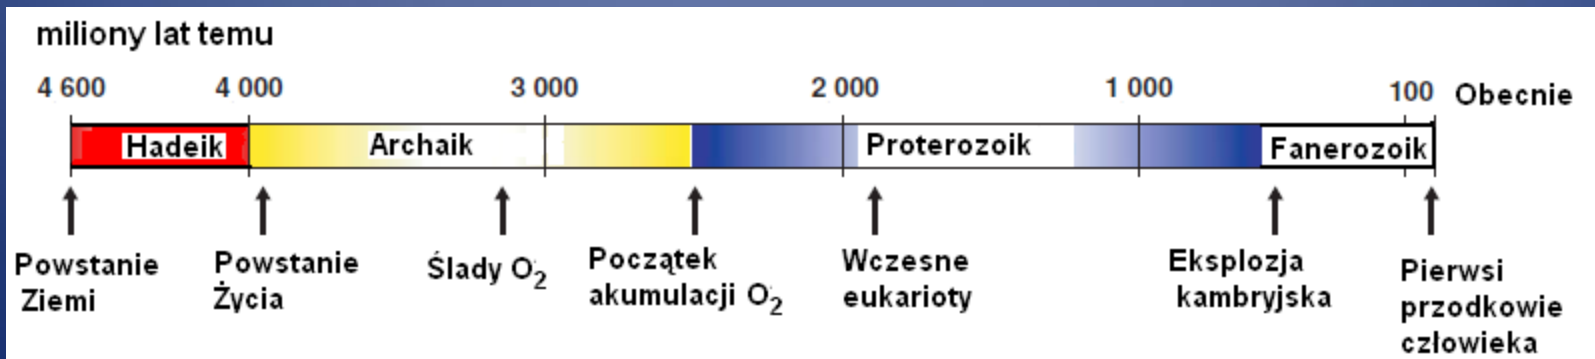 miliony lat temu
4 600 4 000 3 000 2 000 1 000 100 Obecnie
Hadeik Archaik Proterozoik Fanerozoik
Powstanie
Ziemi
Powstanie
Życia
Ślady O₂
Początek
akumulacji O₂
Wczesne
eukarioty
Eksplozja
kambryjska
Pierwsi
przodkowie
człowieka